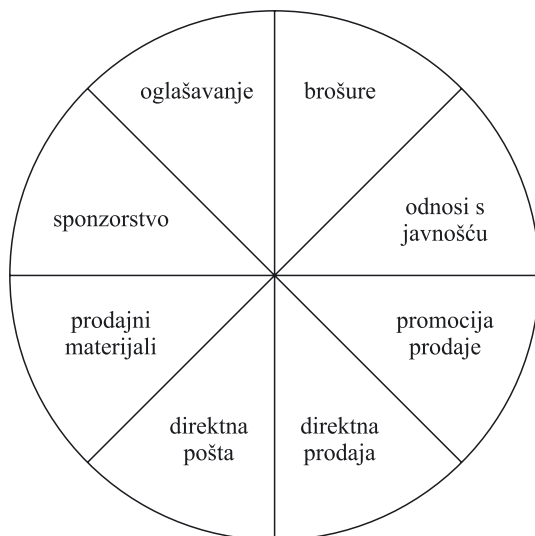 oglašavanje
brošure
odnosi s
javnošću
promocija
prodaje
direktna
prodaja
direktna
pošta
prodajni
materijali
sponzorstvo